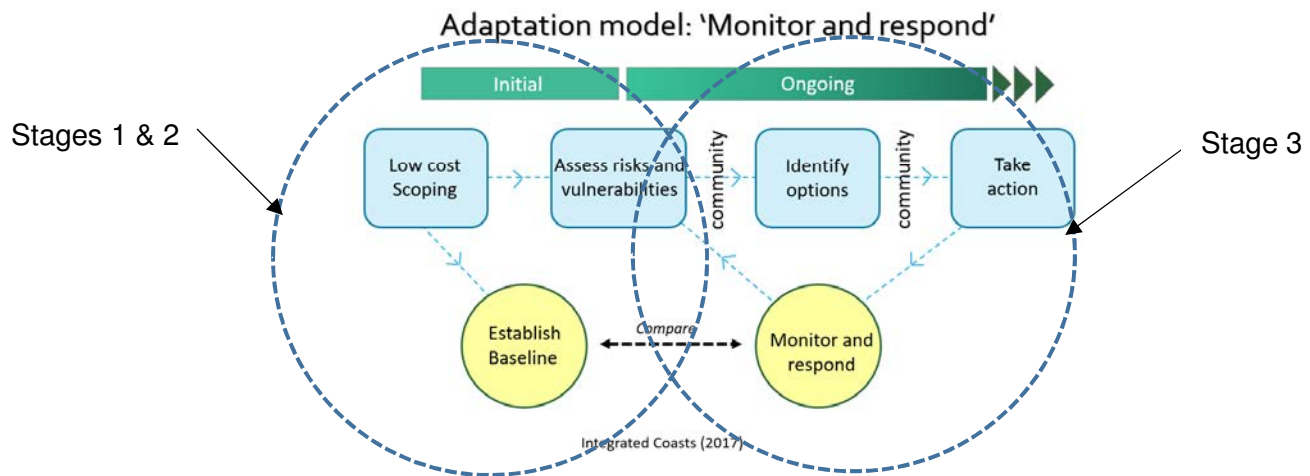 Adaptation model: ‘Monitor and respond’
Initial
Ongoing
Stages 1 & 2
Stage 3
Low cost
Scoping
Assess risks and
vulnerabilities
community
Identify
options
community
Take
action
Establish
Baseline
Compare
Monitor and
respond
Integrated Coasts (2017)